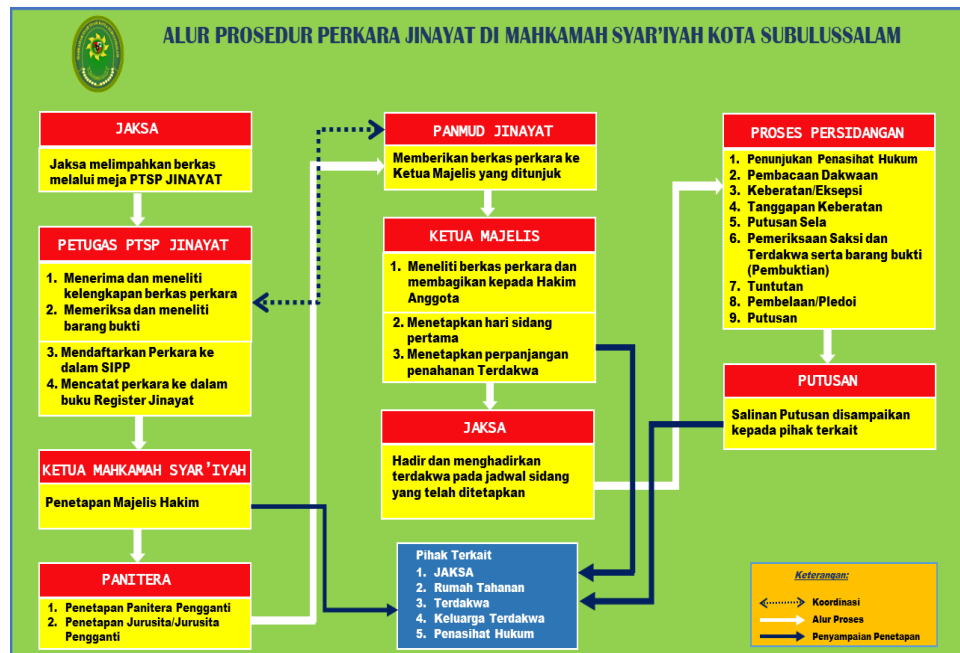 ALUR PROSEDUR PERKARA JINAYAT DI MAHKAMAH SYAR'IYAH KOTA SUBULUSSALAM
JAKSA
Jaksa melimpahkan berkas
melalui meja PTSP JINAYAT
PETUGAS PTSP JINAYAT
1. Menerima dan meneliti
kelengkapan berkas perkara
2. Memeriksa dan meneliti
barang bukti
3. Mendaftarkan Perkara ke
dalam SIPP
4. Mencatat perkara ke dalam
buku Register Jinayat
KETUA MAHKAMAH SYAR'IYAH
Penetapan Majelis Hakim
PANITERA
1. Penetapan Panitera Pengganti
2. Penetapan Jurusita/Jurusita
Pengganti
PANMUD JINAYAT
Memberikan berkas perkara ke
Ketua Majelis yang ditunjuk
KETUA MAJELIS
1. Meneliti berkas perkara dan
membagikan kepada Hakim
Anggota
2. Menetapkan hari sidang
pertama
3. Menetapkan perpanjangan
penahanan Terdakwa
JAKSA
Hadir dan menghadirkan
terdakwa pada jadwal sidang
yang telah ditetapkan
Pihak Terkait
1. JAKSA
2. Rumah Tahanan
3. Terdakwa
4. Keluarga Terdakwa
5. Penasihat Hukum
PROSES PERSIDANGAN
1. Penunjukan Penasihat Hukum
2. Pembacaan Dakwaan
3. Keberatan/Eksepsi
4. Tanggapan Keberatan
5. Putusan Sela
6. Pemeriksaan Saksi dan
Terdakwa serta barang bukti
(Pembuktian)
7. Tuntutan
8. Pembelaan/Pledoi
9. Putusan
PUTUSAN
Salinan Putusan disampaikan
kepada pihak terkait
Keterangan:
Koordinasi
Alur Proses
Penyampaian Penetapan